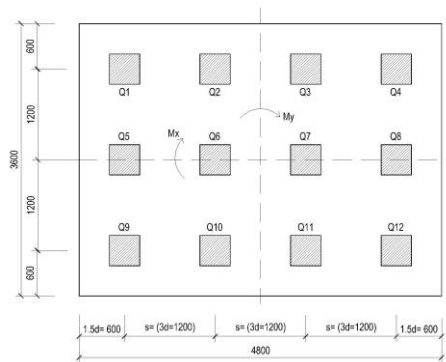 600
Q1 Q2 Q3 Q4
1200
My
Mx
Q5 Q6 Q7 Q8
3600
1200
Q9 Q10 Q11 Q12
600
1.5d= 600 s= (3d=1200) s= (3d=1200) s= (3d=1200) 1.5d= 600
4800